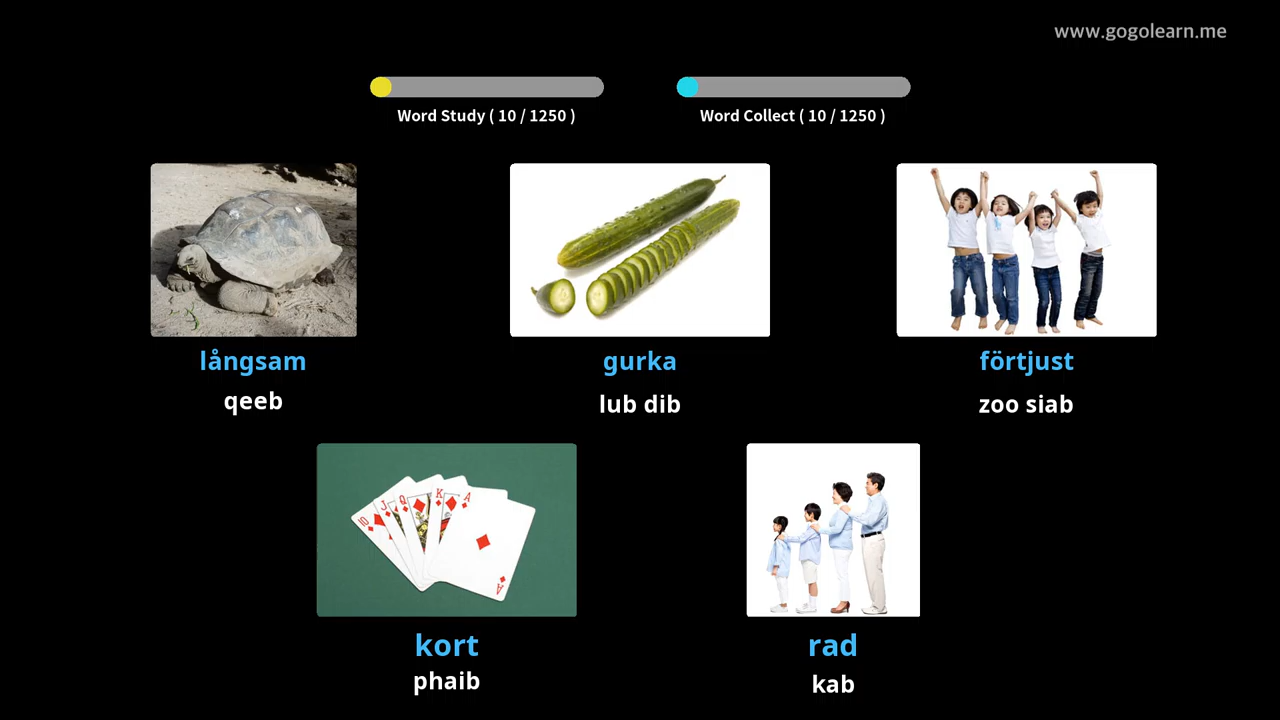 www.gogolearn.me
Word Study ( 10 / 1250 )
Word Collect ( 10 / 1250 )
långsam
qeeb
gurka
lub dib
förtjust
zoo siab
10
J
Q
K
A
A
kort
phaib
rad
kab